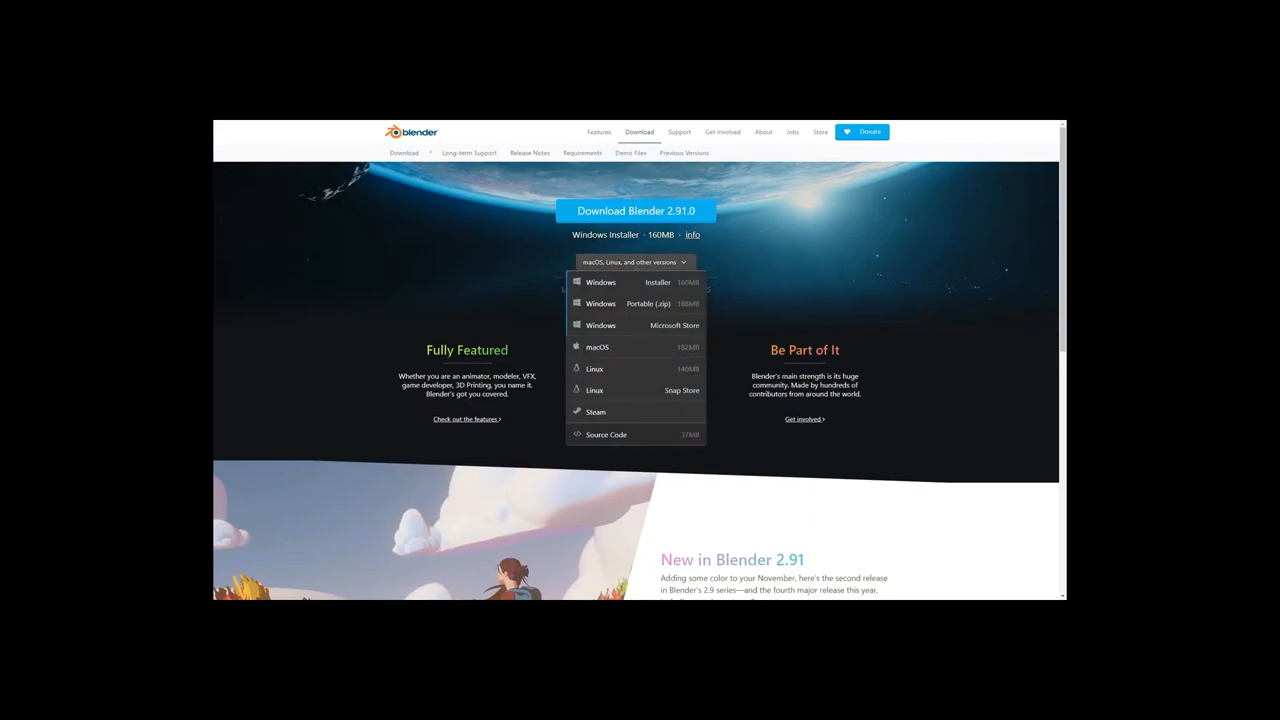 blender
Features Download Support Get Involved About Jobs Store Donate
Download Long-term Support Release Notes Requirements Demo Files Previous Versions
Download Blender 2.91.0
Windows Installer · 160MB · info
macOS, Linux, and other versions
Windows Installer 160MB
Windows Portable (.zip) 188MB
Windows Microsoft Store
macOS 182MB
Linux 140MB
Linux Snap Store
Steam
Source Code 37MB
Fully Featured
Whether you are an animator, modeler, VFX,
game developer, 3D Printing, you name it.
Blender's got you covered.
Check out the features
Be Part of It
Blender's main strength is its huge
community. Made by hundreds of
contributors from around the world.
Get involved
New in Blender 2.91
Adding some color to your November, here's the second release
in Blender's 2.9 series—and the fourth major release this year,